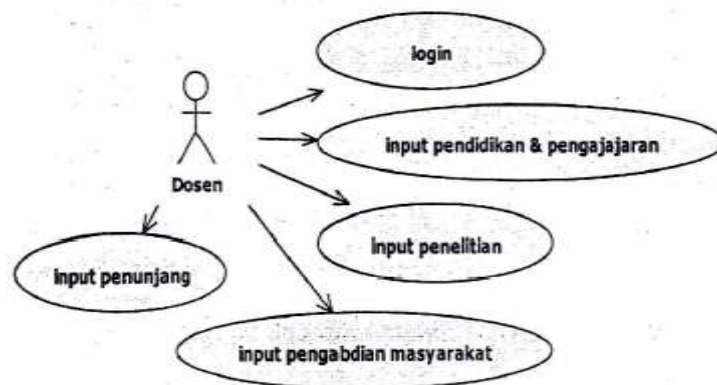 login
input pendidikan & pengajajaran
Dosen
input penelitian
input penunjang
input pengabdian masyarakat